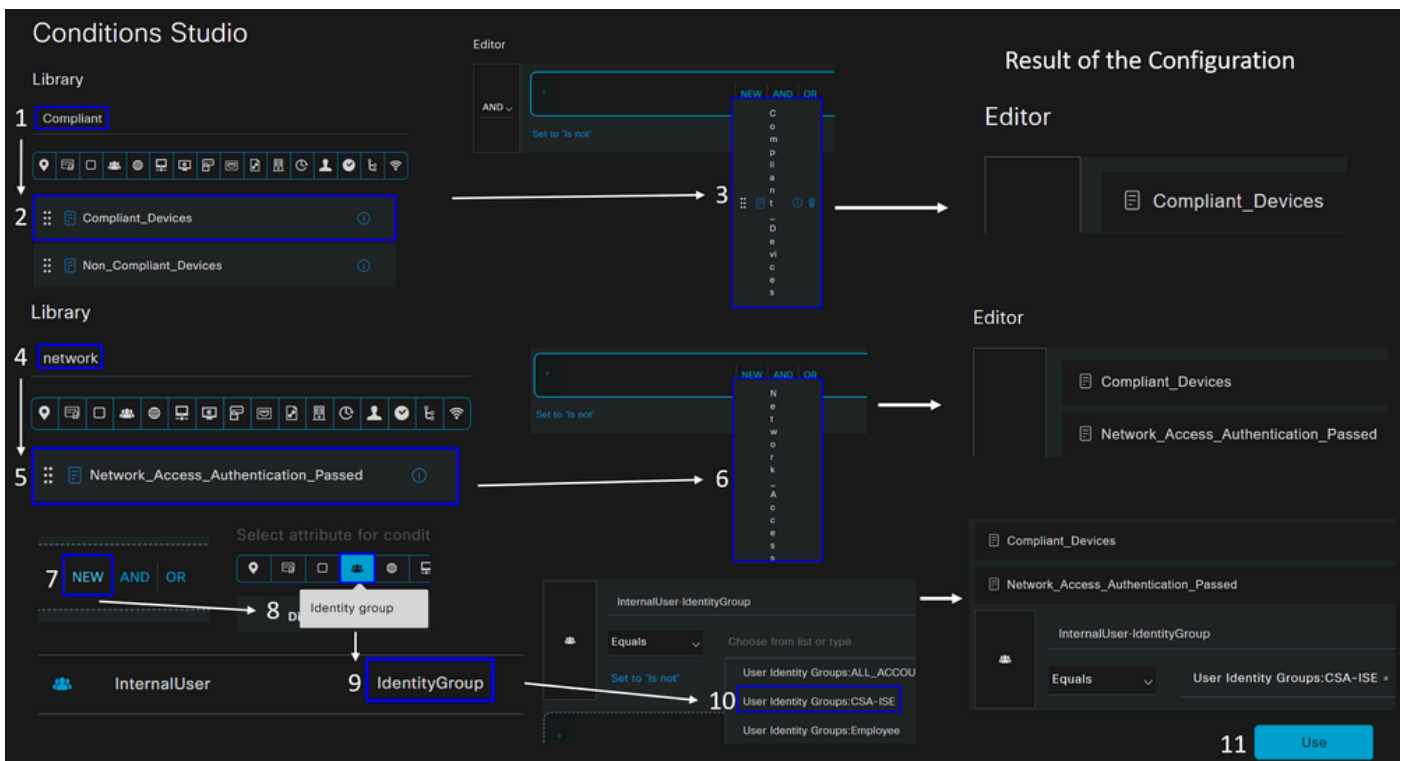 Conditions Studio
Library
1 Compliant
2 Compliant_Devices
Non_Compliant_Devices
Editor
AND
+
NEW AND OR
Set to 'Is not'
3 Compliant_Devices
Result of the Configuration
Editor
Compliant_Devices
Library
4 network
5 Network_Access_Authentication_Passed
+
NEW AND OR
Set to 'Is not'
6 Network_Access
Editor
Compliant_Devices
Network_Access_Authentication_Passed
7 NEW AND OR
Select attribute for condit
8 Di
Identity group
InternalUser
9 IdentityGroup
InternalUser-IdentityGroup
Equals
Choose from list or type
Set to 'Is not'
User Identity Groups:ALL_ACCOU
10 User Identity Groups:CSA-ISE
User Identity Groups:Employee
+
Compliant_Devices
Network_Access_Authentication_Passed
InternalUser-IdentityGroup
Equals
User Identity Groups:CSA-ISE ×
11 Use